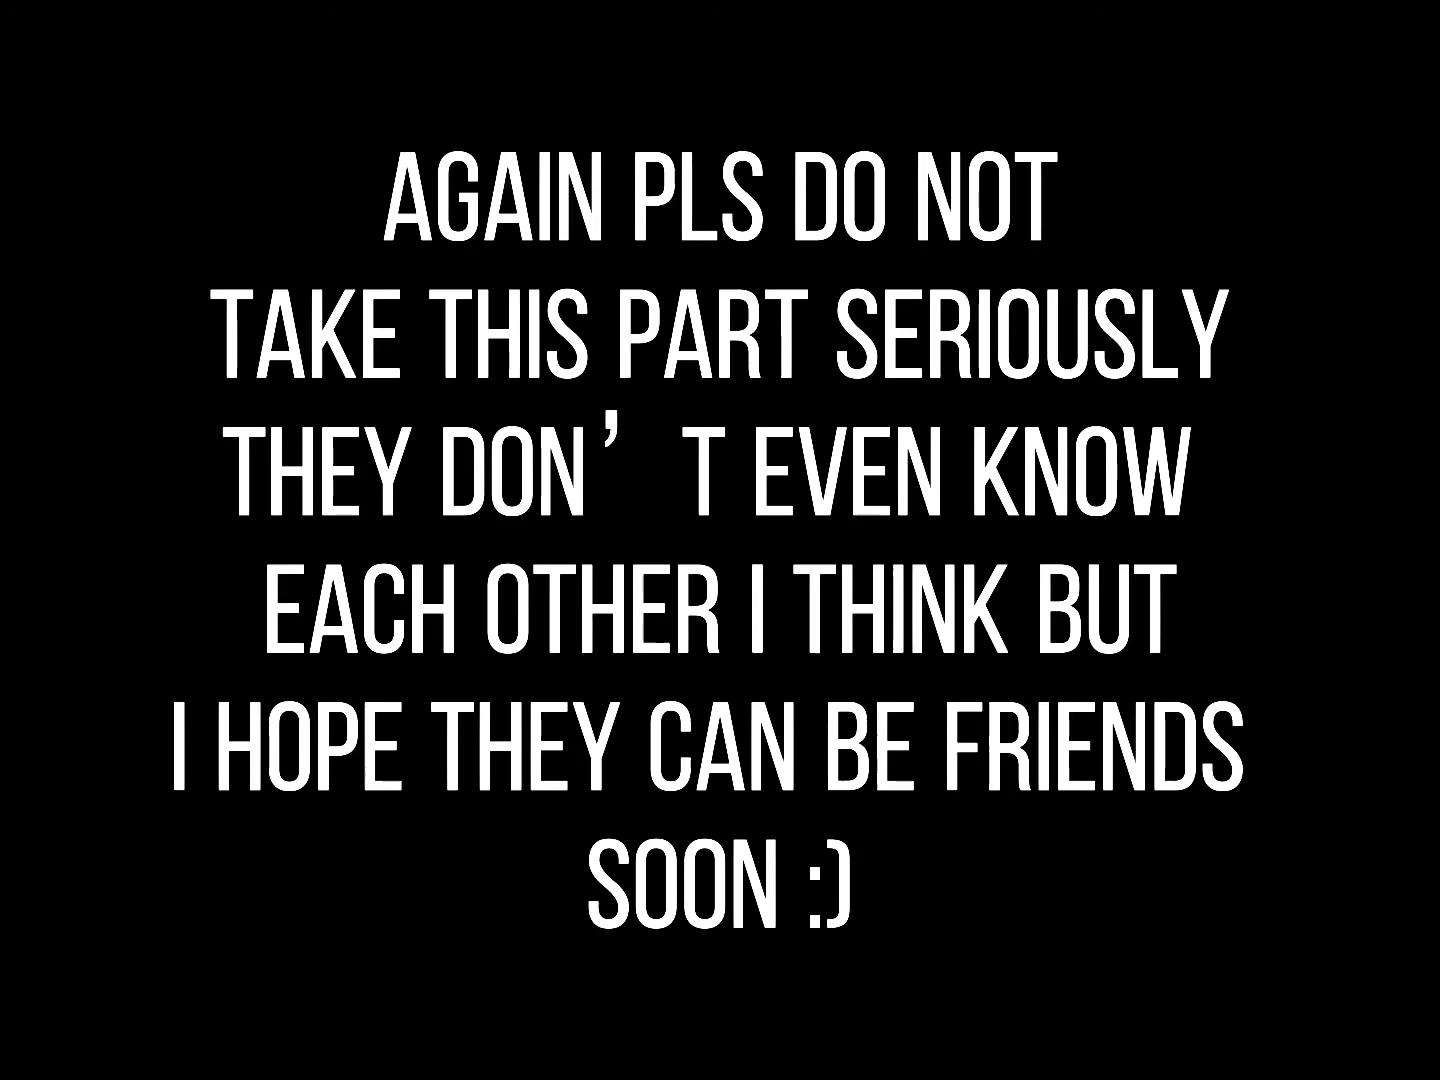 AGAIN PLS DO NOT
TAKE THIS PART SERIOUSLY
THEY DON’T EVEN KNOW
EACH OTHER I THINK BUT
I HOPE THEY CAN BE FRIENDS
SOON :)